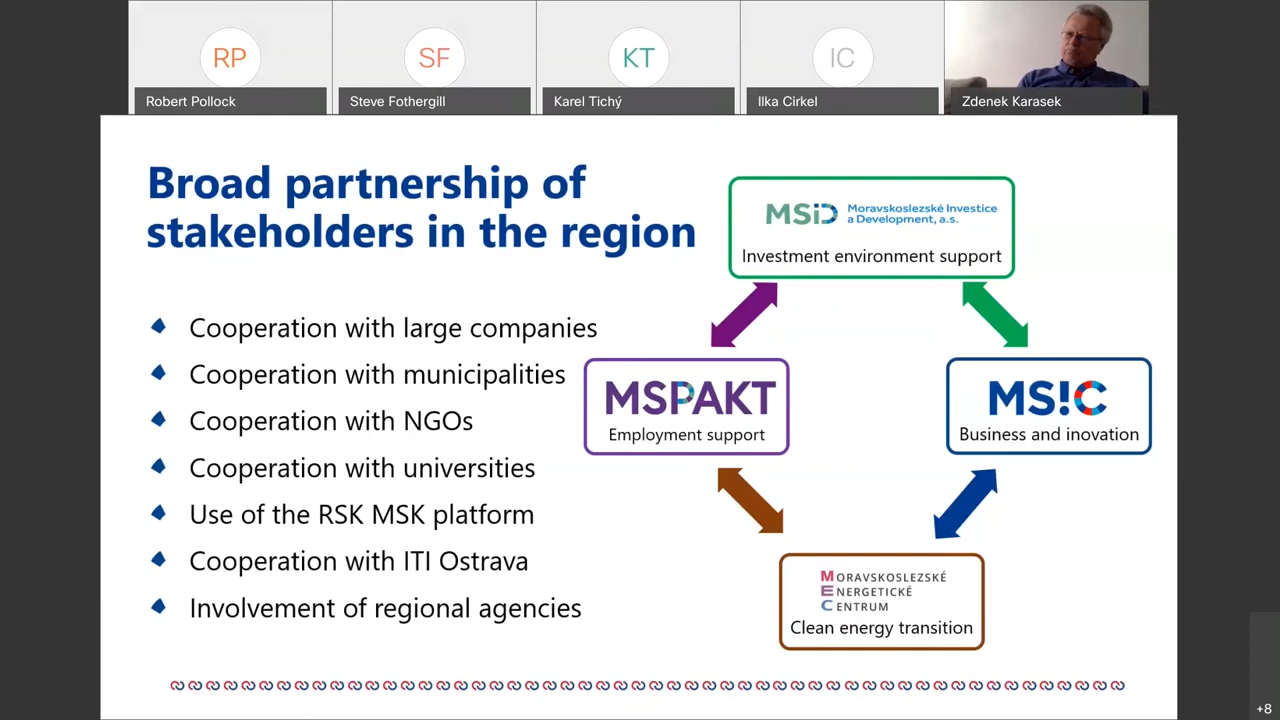 RP
SF
KT
IC
Robert Pollock
Steve Fothergill
Karel Tichý
Ilka Cirkel
Zdenek Karasek
Broad partnership of
stakeholders in the region
Cooperation with large companies
Cooperation with municipalities
Cooperation with NGOs
Cooperation with universities
Use of the RSK MSK platform
Cooperation with ITI Ostrava
Involvement of regional agencies
MSiD
Moravskoslezské Investice
a Development, a.s.
Investment environment support
MSPAKT
Employment support
MS!C
Business and inovation
MORAVSKOSLEZSKÉ
ENERGETICKÉ
CENTRUM
Clean energy transition
+8